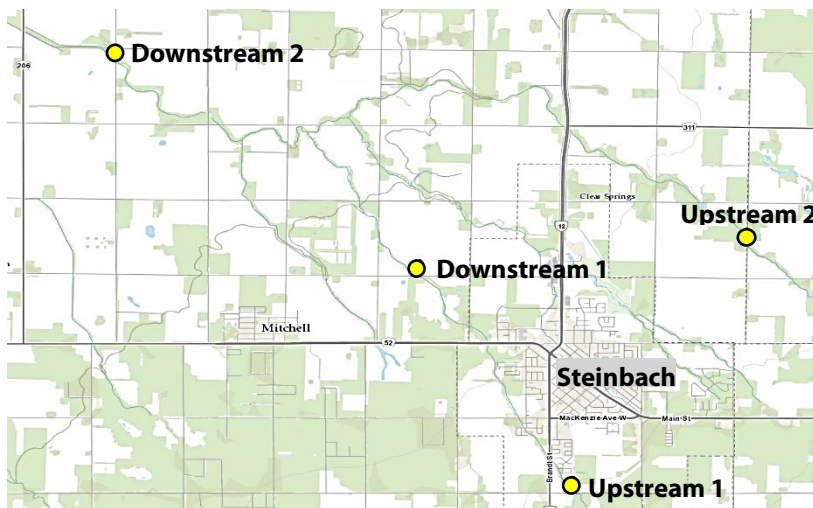 Downstream 2
206
311
Clear Springs
Upstream 2
12
Downstream 1
Mitchell
52
Steinbach
MacKenzie Ave W
Main St
Brandt St
Upstream 1